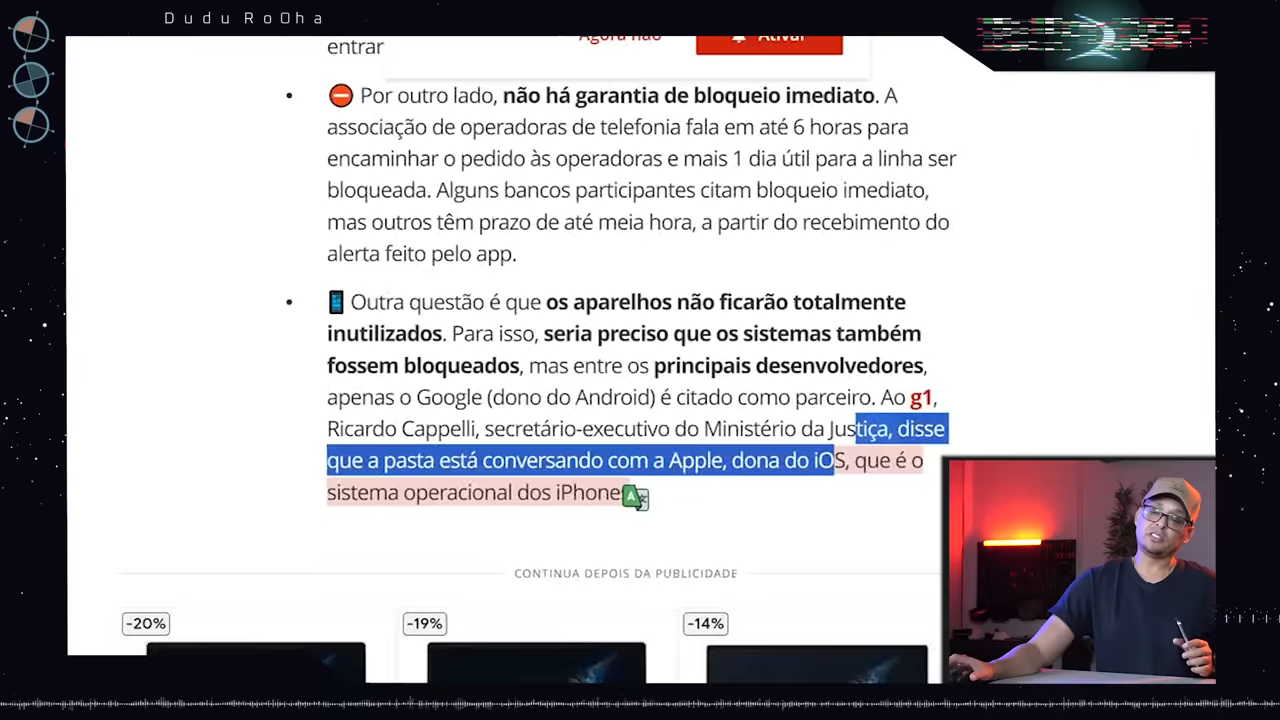 Dudu RoOha
entrar
Agora não
Ativar
⛔ Por outro lado, não há garantia de bloqueio imediato. A
associação de operadoras de telefonia fala em até 6 horas para
encaminhar o pedido às operadoras e mais 1 dia útil para a linha ser
bloqueada. Alguns bancos participantes citam bloqueio imediato,
mas outros têm prazo de até meia hora, a partir do recebimento do
alerta feito pelo app.
📱 Outra questão é que os aparelhos não ficarão totalmente
inutilizados. Para isso, seria preciso que os sistemas também
fossem bloqueados, mas entre os principais desenvolvedores,
apenas o Google (dono do Android) é citado como parceiro. Ao g1,
Ricardo Cappelli, secretário-executivo do Ministério da Justiça, disse
que a pasta está conversando com a Apple, dona do iOS, que é o
sistema operacional dos iPhone
CONTINUA DEPOIS DA PUBLICIDADE
-20%
-19%
-14%